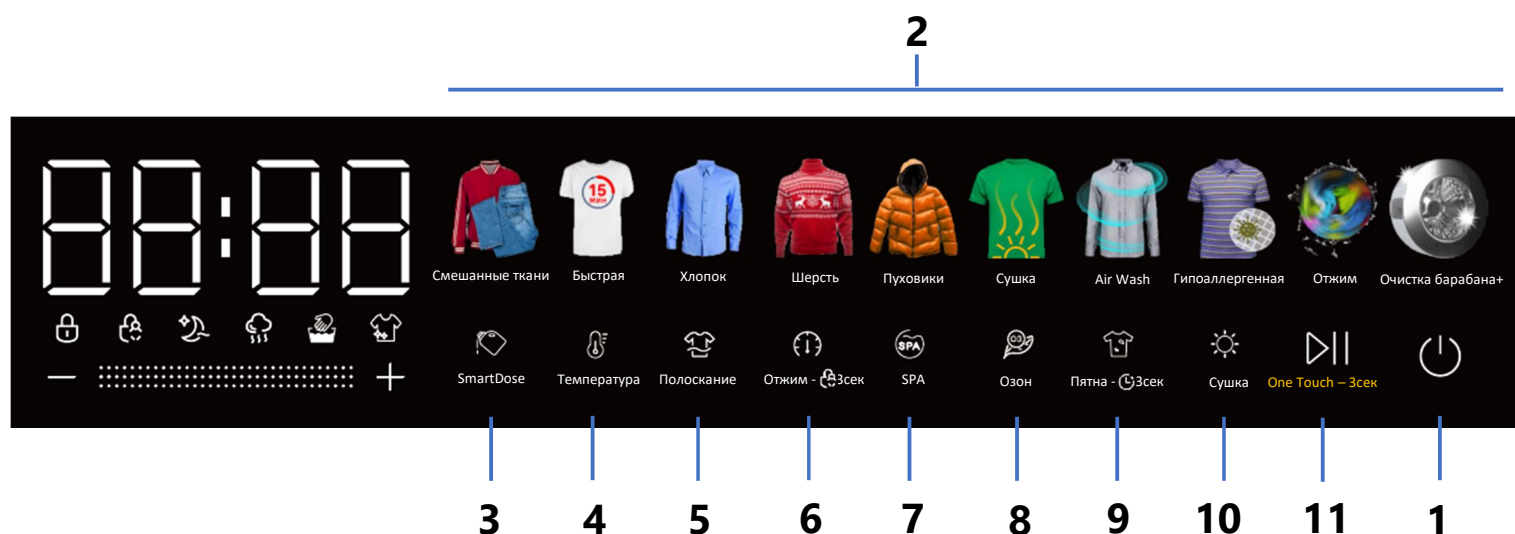 2
88:88
15
мин
Смешанные ткани
Быстрая
Хлопок
Шерсть
Пуховики
Сушка
Air Wash
Гипоаллергенная
Отжим
Очистка барабана+
SPA
O3
SmartDose
Температура
Полоскание
Отжим - 3сек
SPA
Озон
Пятна - 3сек
Сушка
One Touch – 3сек
3
4
5
6
7
8
9
10
11
1